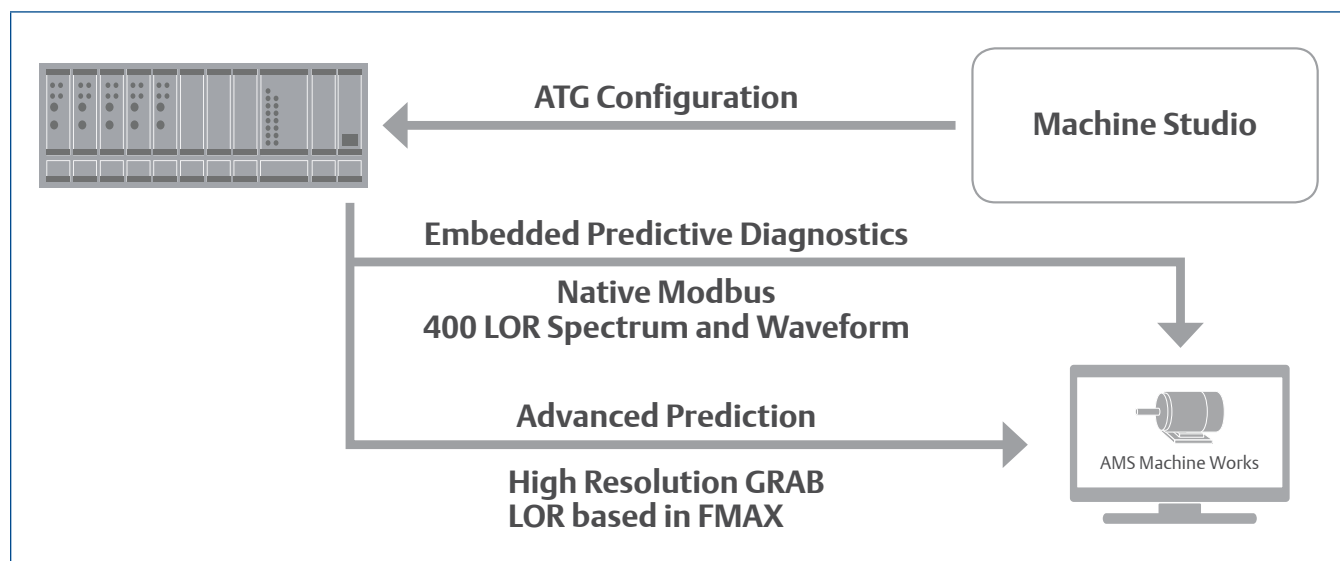 ATG Configuration
Machine Studio
Embedded Predictive Diagnostics
Native Modbus
400 LOR Spectrum and Waveform
Advanced Prediction
High Resolution GRAB
LOR based in FMAX
AMS Machine Works